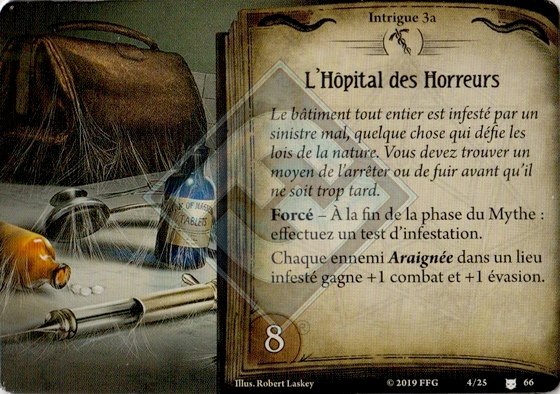 Intrigue 3a
L'Hôpital des Horreurs
Le bâtiment tout entier est infesté par un
sinistre mal, quelque chose qui défie les
lois de la nature. Vous devez trouver un
moyen de l'arrêter ou de fuir avant qu'il
ne soit trop tard.
Forcé – À la fin de la phase du Mythe :
effectuez un test d'infestation.
Chaque ennemi Araignée dans un lieu
infesté gagne +1 combat et +1 évasion.
8
TABLETS
Illus. Robert Laskey
© 2019 FFG
4/25
66